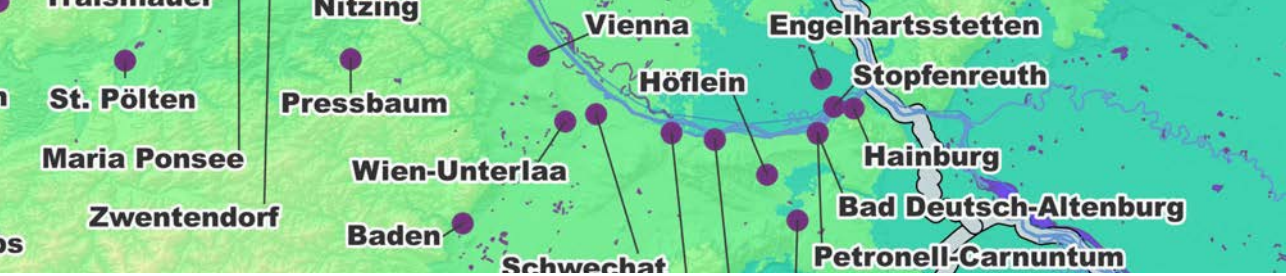 Nitzing
Vienna
Engelhartsstetten
Höflein
Stopfenreuth
St. Pölten
Pressbaum
Maria Ponsee
Wien-Unterlaa
Hainburg
Zwentendorf
Bad Deutsch-Altenburg
Baden
Petronell-Carnuntum
Schwechat